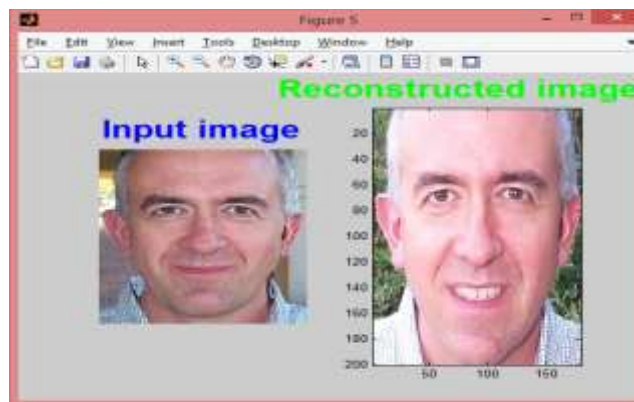 Figure 5
File Edit View Insert Tools Desktop Window Help
Reconstructed image
Input image
20
40
60
80
100
120
140
160
180
200
50 100 150